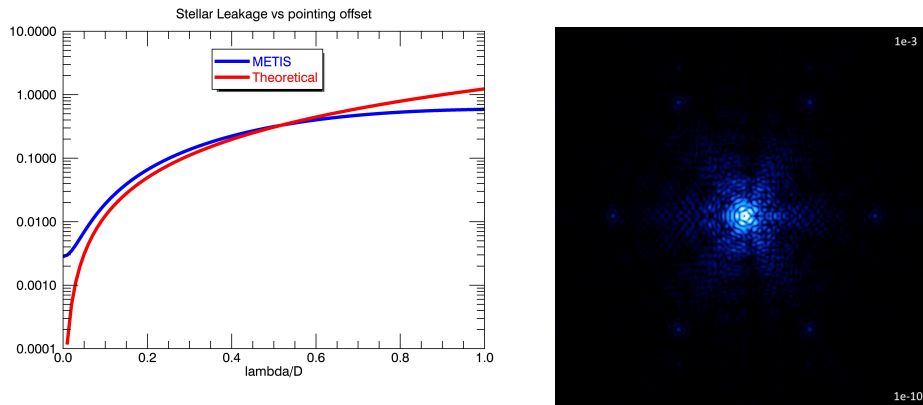 Stellar Leakage vs pointing offset
10.0000
1.0000
0.1000
0.0100
0.0010
0.0001
METIS
Theoretical
0.0 0.2 0.4 0.6 0.8 1.0
lambda/D
1e-3
1e-10